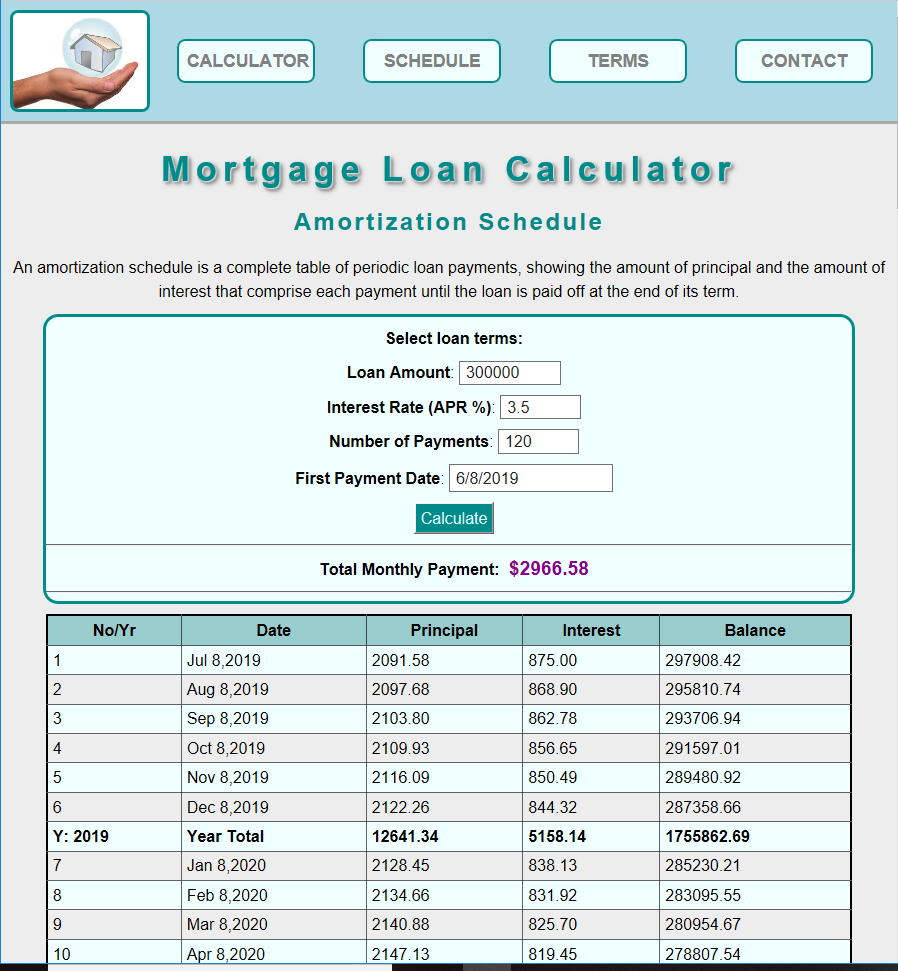 CALCULATOR SCHEDULE TERMS CONTACT
Mortgage Loan Calculator
Amortization Schedule
An amortization schedule is a complete table of periodic loan payments, showing the amount of principal and the amount of
interest that comprise each payment until the loan is paid off at the end of its term.
Select loan terms:
Loan Amount: 300000
Interest Rate (APR %): 3.5
Number of Payments: 120
First Payment Date: 6/8/2019
Calculate
Total Monthly Payment: $2966.58
No/Yr Date Principal Interest Balance
1 Jul 8,2019 2091.58 875.00 297908.42
2 Aug 8,2019 2097.68 868.90 295810.74
3 Sep 8,2019 2103.80 862.78 293706.94
4 Oct 8,2019 2109.93 856.65 291597.01
5 Nov 8,2019 2116.09 850.49 289480.92
6 Dec 8,2019 2122.26 844.32 287358.66
Y: 2019 Year Total 12641.34 5158.14 1755862.69
7 Jan 8,2020 2128.45 838.13 285230.21
8 Feb 8,2020 2134.66 831.92 283095.55
9 Mar 8,2020 2140.88 825.70 280954.67
10 Apr 8,2020 2147.13 819.45 278807.54